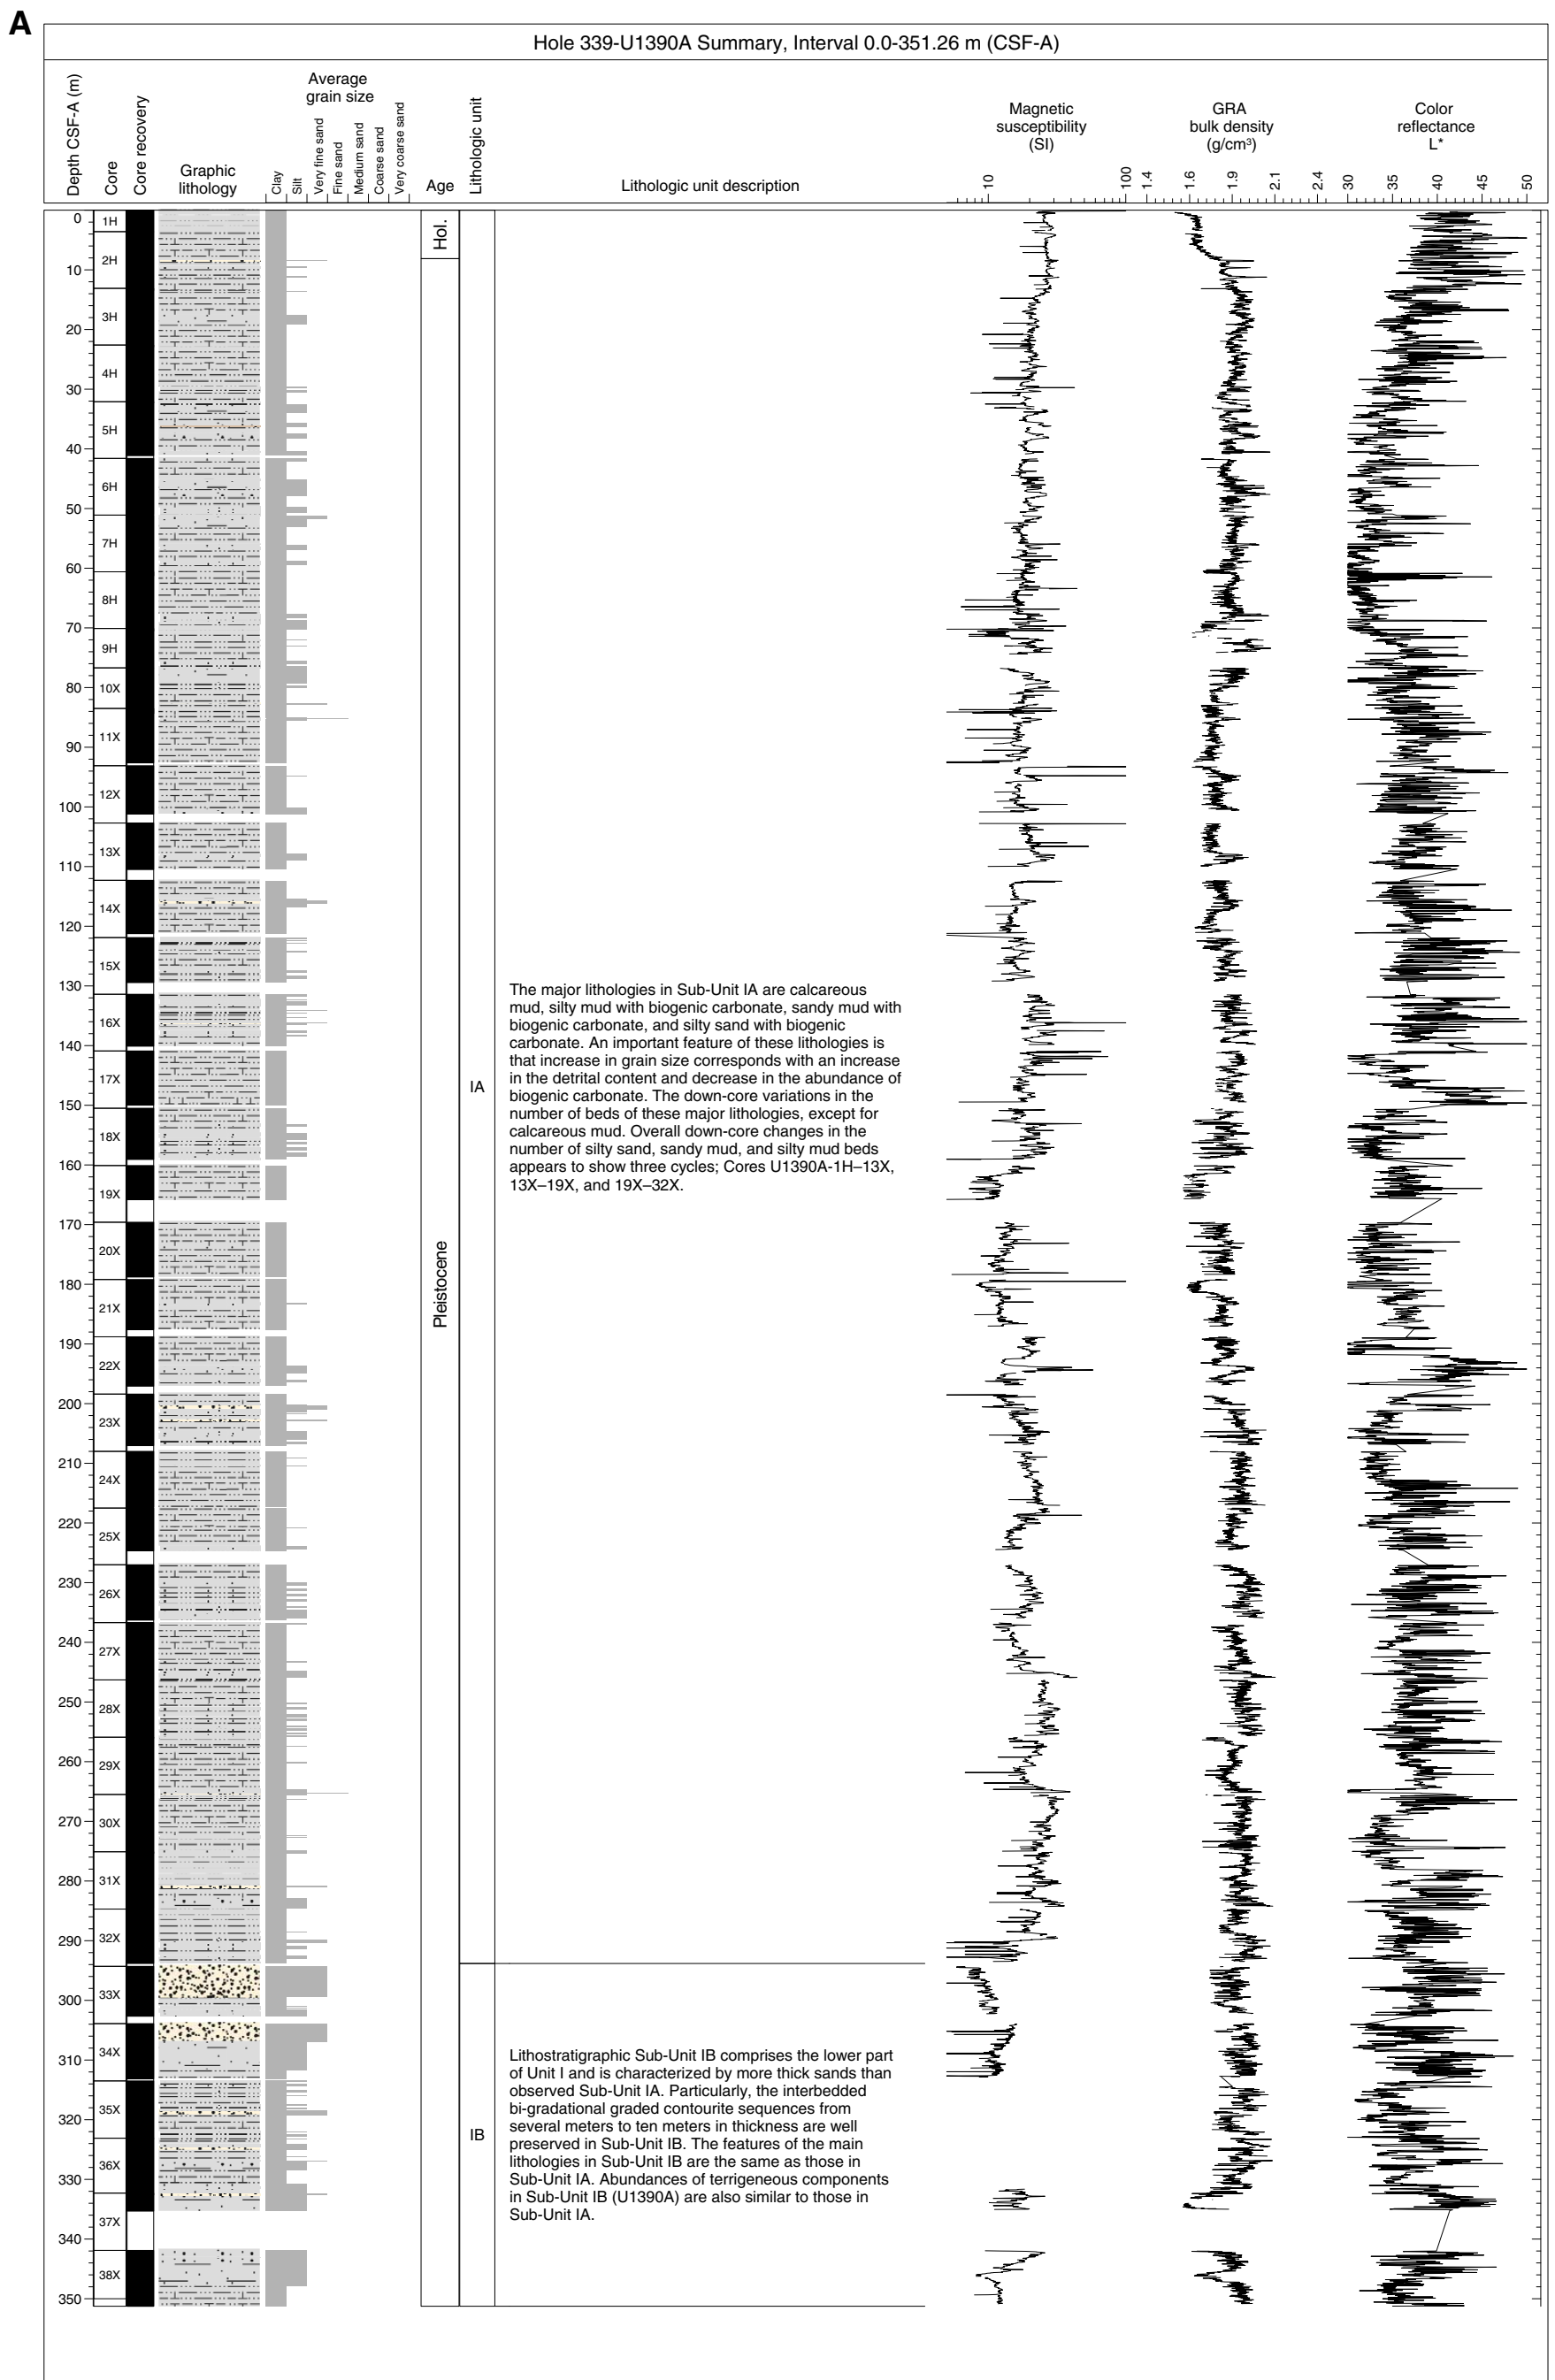 A
Hole 339-U1390A Summary, Interval 0.0-351.26 m (CSF-A)
Depth CSF-A (m)
Core
Core recovery
Graphic
lithology
Average
grain size
Clay
Silt
Very fine sand
Fine sand
Medium sand
Coarse sand
Very coarse sand
Age
Lithologic unit
Lithologic unit description
Magnetic
susceptibility
(SI)
10
100
GRA
bulk density
(g/cm³)
1.4
1.6
1.9
2.1
2.4
Color
reflectance
L*
30
35
40
45
50
0
10
20
30
40
50
60
70
80
90
100
110
120
130
140
150
160
170
180
190
200
210
220
230
240
250
260
270
280
290
300
310
320
330
340
350
1H
2H
3H
4H
5H
6H
7H
8H
9H
10X
11X
12X
13X
14X
15X
16X
17X
18X
19X
20X
21X
22X
23X
24X
25X
26X
27X
28X
29X
30X
31X
32X
33X
34X
35X
36X
37X
38X
Hol.
Pleistocene
IA
The major lithologies in Sub-Unit IA are calcareous
mud, silty mud with biogenic carbonate, sandy mud with
biogenic carbonate, and silty sand with biogenic
carbonate. An important feature of these lithologies is
that increase in grain size corresponds with an increase
in the detrital content and decrease in the abundance of
biogenic carbonate. The down-core variations in the
number of beds of these major lithologies, except for
calcareous mud. Overall down-core changes in the
number of silty sand, sandy mud, and silty mud beds
appears to show three cycles; Cores U1390A-1H–13X,
13X–19X, and 19X–32X.
IB
Lithostratigraphic Sub-Unit IB comprises the lower part
of Unit I and is characterized by more thick sands than
observed Sub-Unit IA. Particularly, the interbedded
bi-gradational graded contourite sequences from
several meters to ten meters in thickness are well
preserved in Sub-Unit IB. The features of the main
lithologies in Sub-Unit IB are the same as those in
Sub-Unit IA. Abundances of terrigeneous components
in Sub-Unit IB (U1390A) are also similar to those in
Sub-Unit IA.